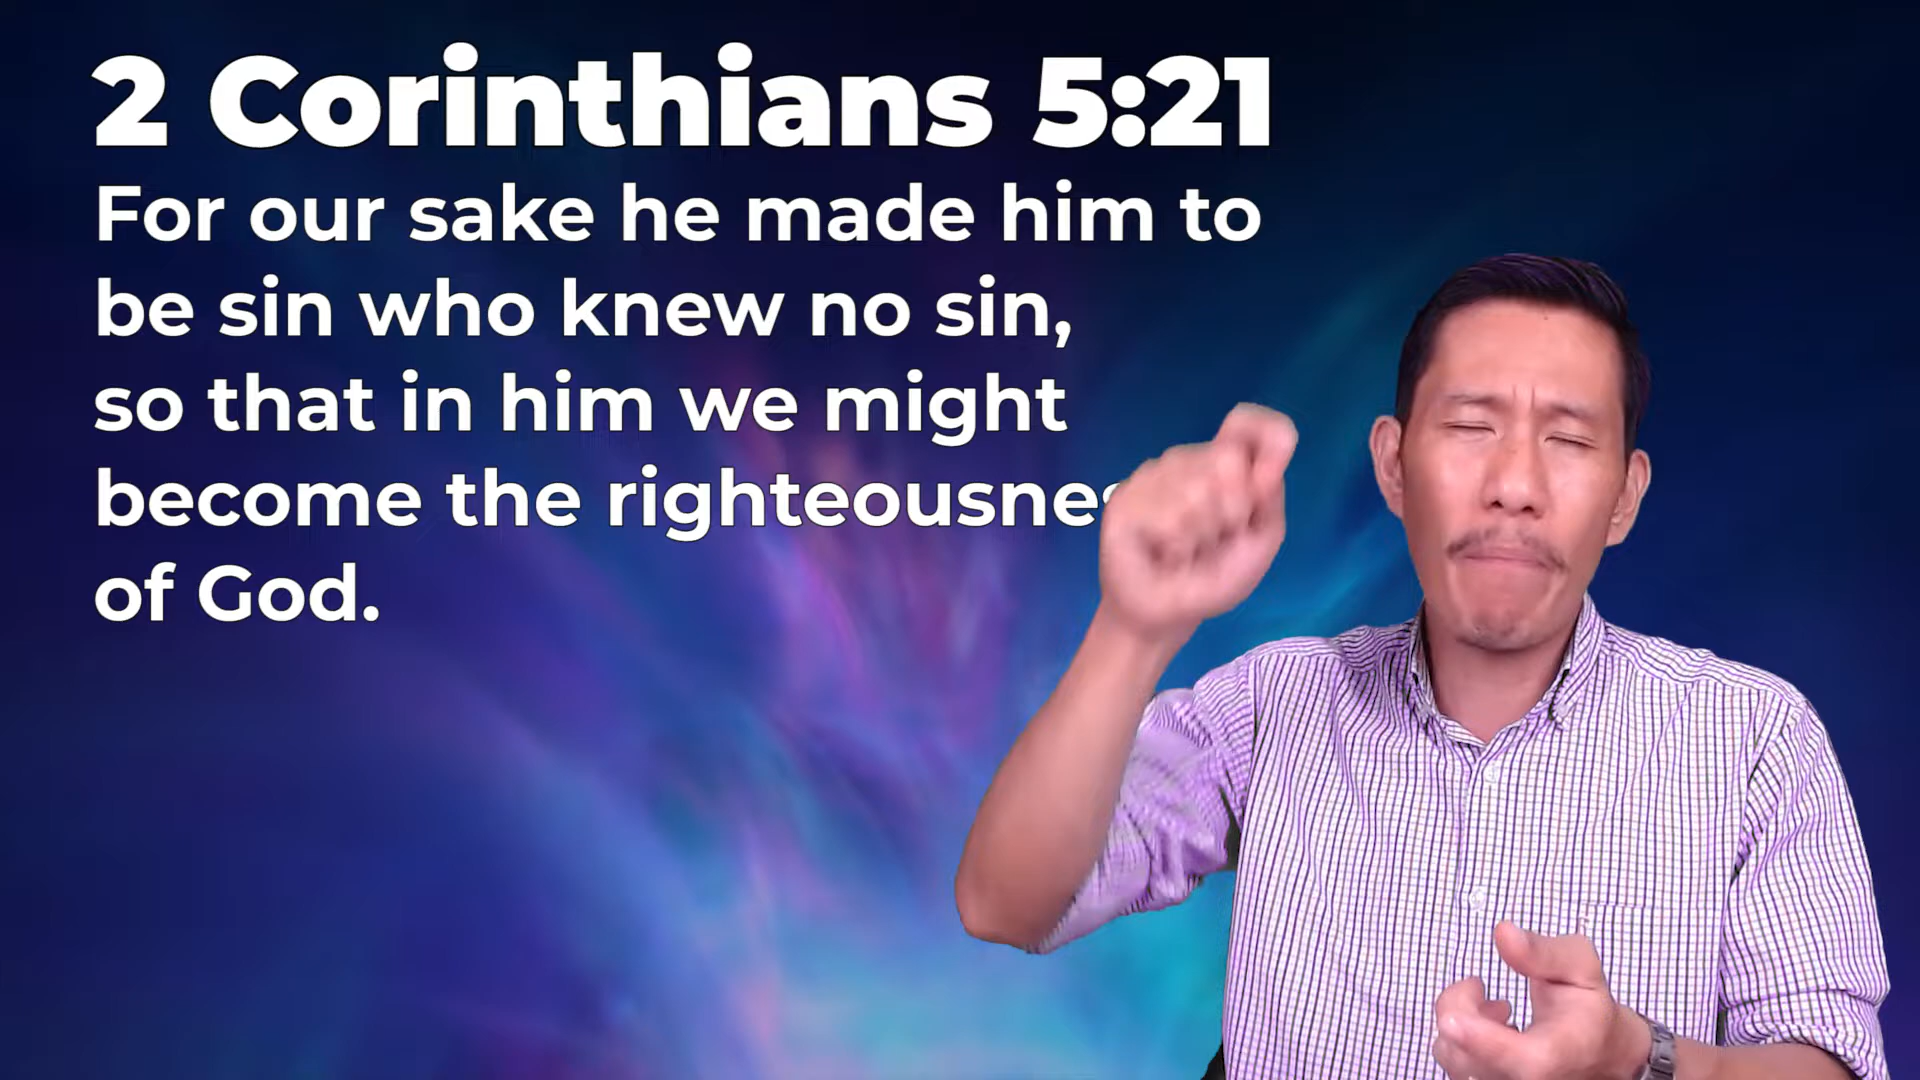 2 Corinthians 5:21
For our sake he made him to
be sin who knew no sin,
so that in him we might
become the
of God.